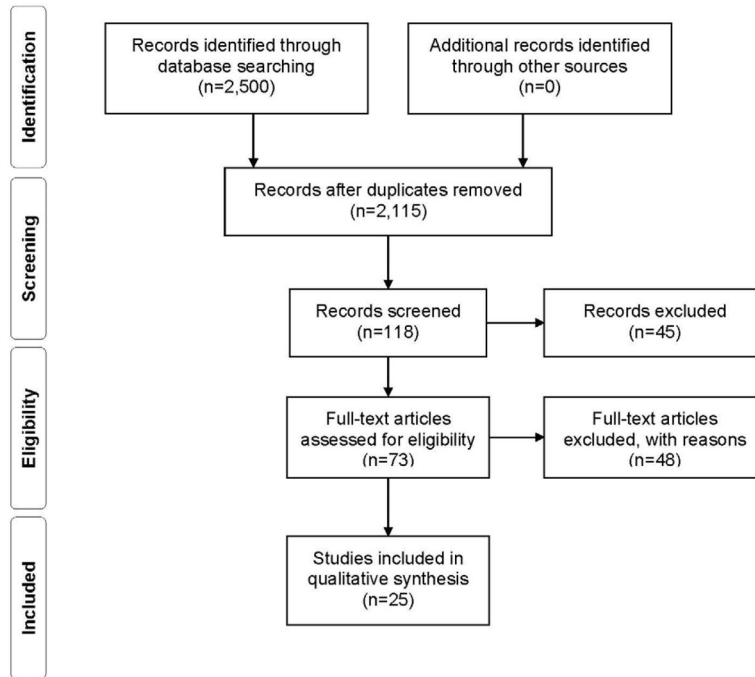 Identification
Records identified through
database searching
(n=2,500)
Additional records identified
through other sources
(n=0)
Records after duplicates removed
(n=2,115)
Screening
Records screened
(n=118)
Records excluded
(n=45)
Eligibility
Full-text articles
assessed for eligibility
(n=73)
Full-text articles
excluded, with reasons
(n=48)
Included
Studies included in
qualitative synthesis
(n=25)